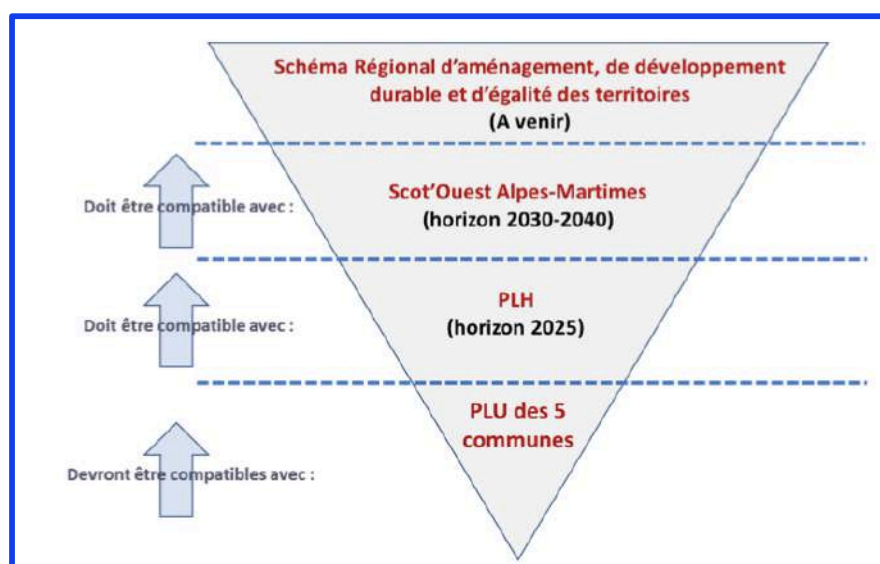 Schéma Régional d'aménagement, de développement
durable et d'égalité des territoires
(A venir)
Doit être compatible avec :
Scot'Ouest Alpes-Martimes
(horizon 2030-2040)
Doit être compatible avec :
PLH
(horizon 2025)
PLU des 5
communes
Devront être compatibles avec :